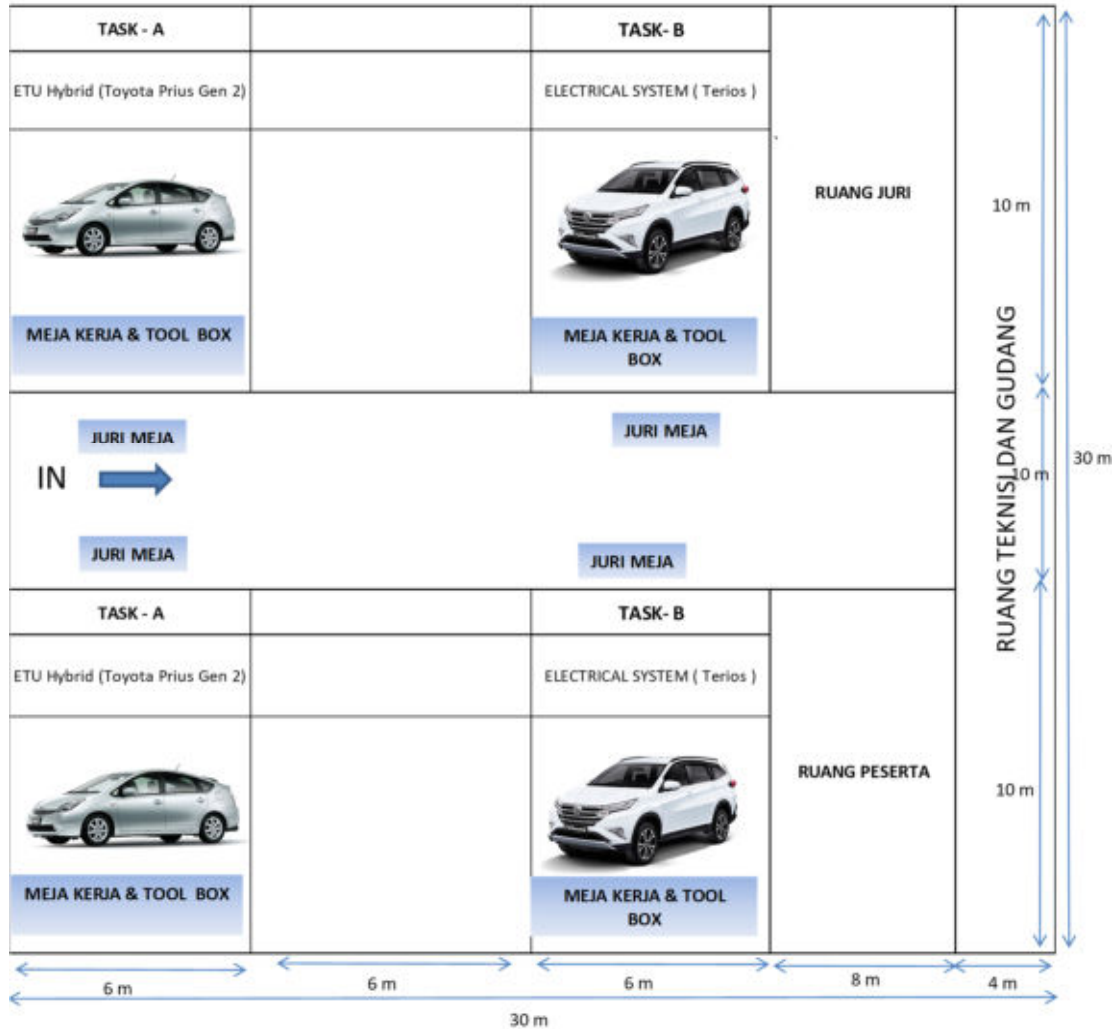 TASK - A
TASK- B
ETU Hybrid (Toyota Prius Gen 2)
ELECTRICAL SYSTEM ( Terios )
RUANG JURI
10 m
MEJA KERJA & TOOL BOX
MEJA KERJA & TOOL
BOX
RUANG TEKNISI DAN GUDANG
JURI MEJA
JURI MEJA
IN
10 m
30 m
JURI MEJA
JURI MEJA
TASK - A
TASK- B
ETU Hybrid (Toyota Prius Gen 2)
ELECTRICAL SYSTEM ( Terios )
RUANG PESERTA
10 m
MEJA KERJA & TOOL BOX
MEJA KERJA & TOOL
BOX
6 m
6 m
6 m
8 m
4 m
30 m